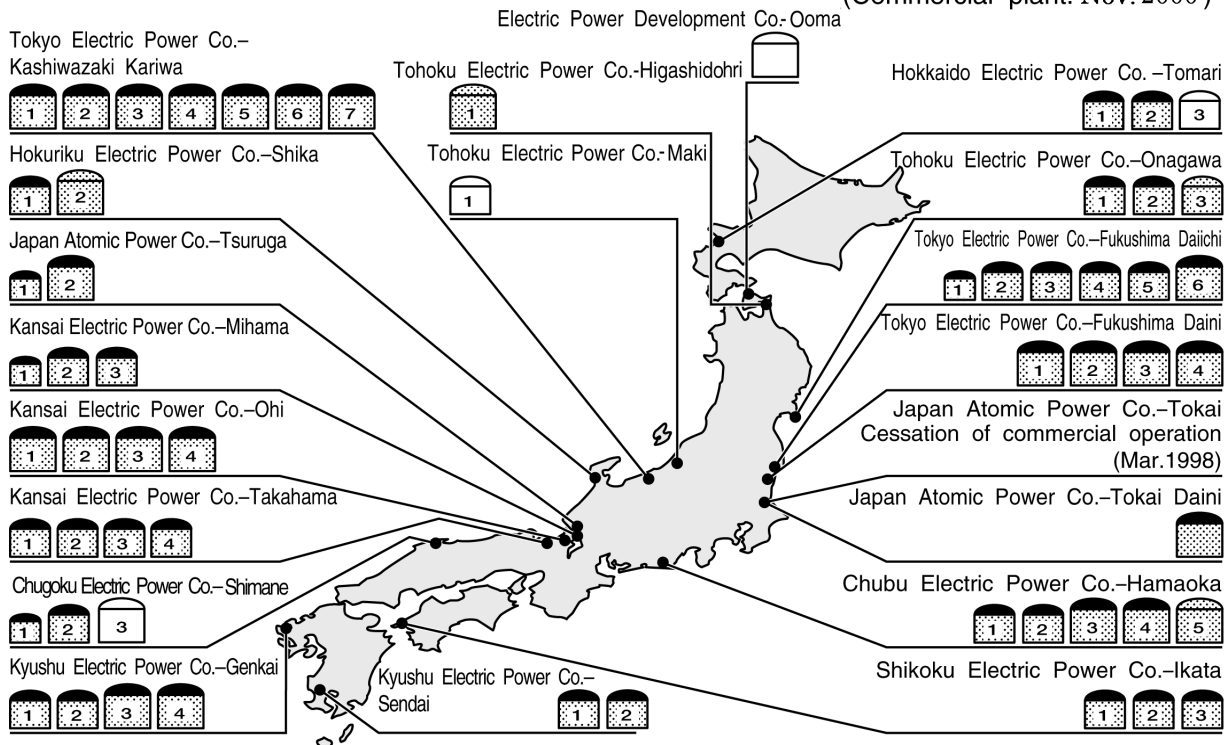 (Commercial plant: Nov. 2000)
Electric Power Development Co.-Ooma
Tokyo Electric Power Co.–
Kashiwazaki Kariwa
1 2 3 4 5 6 7
Tohoku Electric Power Co.-Higashidohri
1
Hokkaido Electric Power Co. –Tomari
1 2 3
Hokuriku Electric Power Co.–Shika
1 2
Tohoku Electric Power Co.-Maki
1
Tohoku Electric Power Co.–Onagawa
1 2 3
Japan Atomic Power Co.–Tsuruga
1 2
Tokyo Electric Power Co.–Fukushima Daiichi
1 2 3 4 5 6
Kansai Electric Power Co.–Mihama
1 2 3
Tokyo Electric Power Co.–Fukushima Daini
1 2 3 4
Kansai Electric Power Co.–Ohi
1 2 3 4
Japan Atomic Power Co.–Tokai
Cessation of commercial operation
(Mar.1998)
Kansai Electric Power Co.–Takahama
1 2 3 4
Japan Atomic Power Co.–Tokai Daini
Chugoku Electric Power Co.–Shimane
1 2 3
Chubu Electric Power Co.–Hamaoka
1 2 3 4 5
Kyushu Electric Power Co.–Genkai
1 2 3 4
Kyushu Electric Power Co.–
Sendai
1 2
Shikoku Electric Power Co.–Ikata
1 2 3